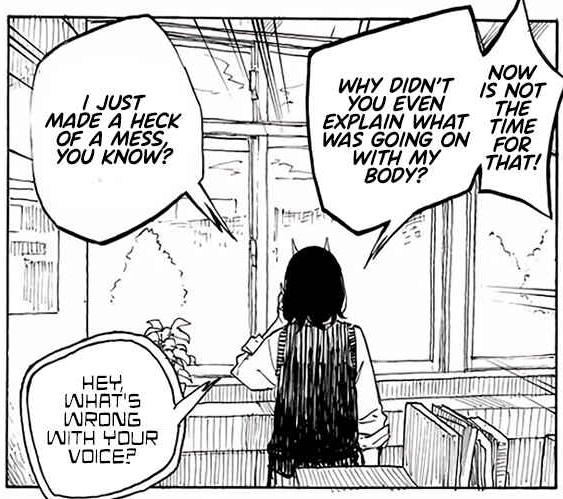 NOW
IS NOT
THE
TIME
FOR
THAT!
WHY DIDN'T
YOU EVEN
EXPLAIN WHAT
WAS GOING ON
WITH MY
BODY?
I JUST
MADE A HECK
OF A MESS,
YOU KNOW?
HEY,
WHAT'S
WRONG
WITH YOUR
VOICE?